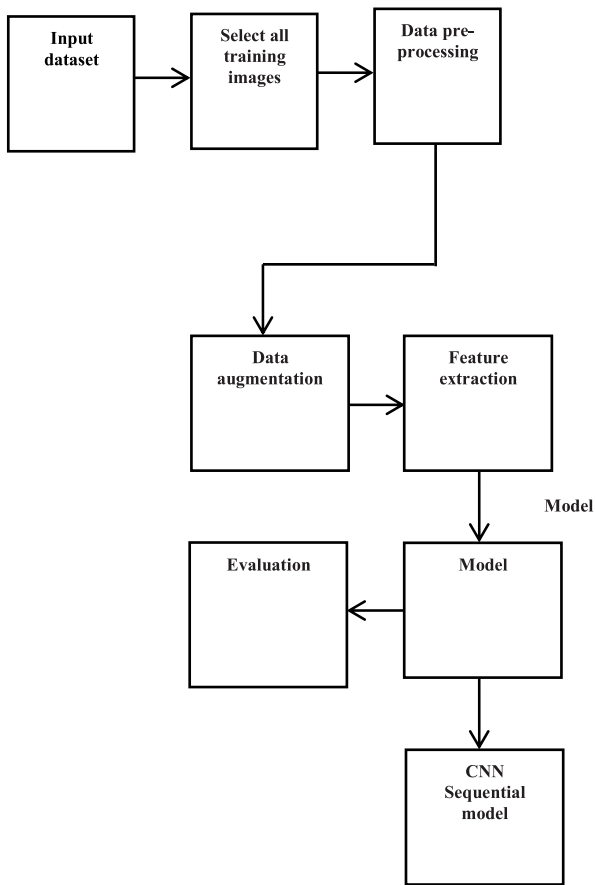 Input
dataset
Select all
training
images
Data pre-
processing
Data
augmentation
Feature
extraction
Model
Evaluation
Model
CNN
Sequential
model